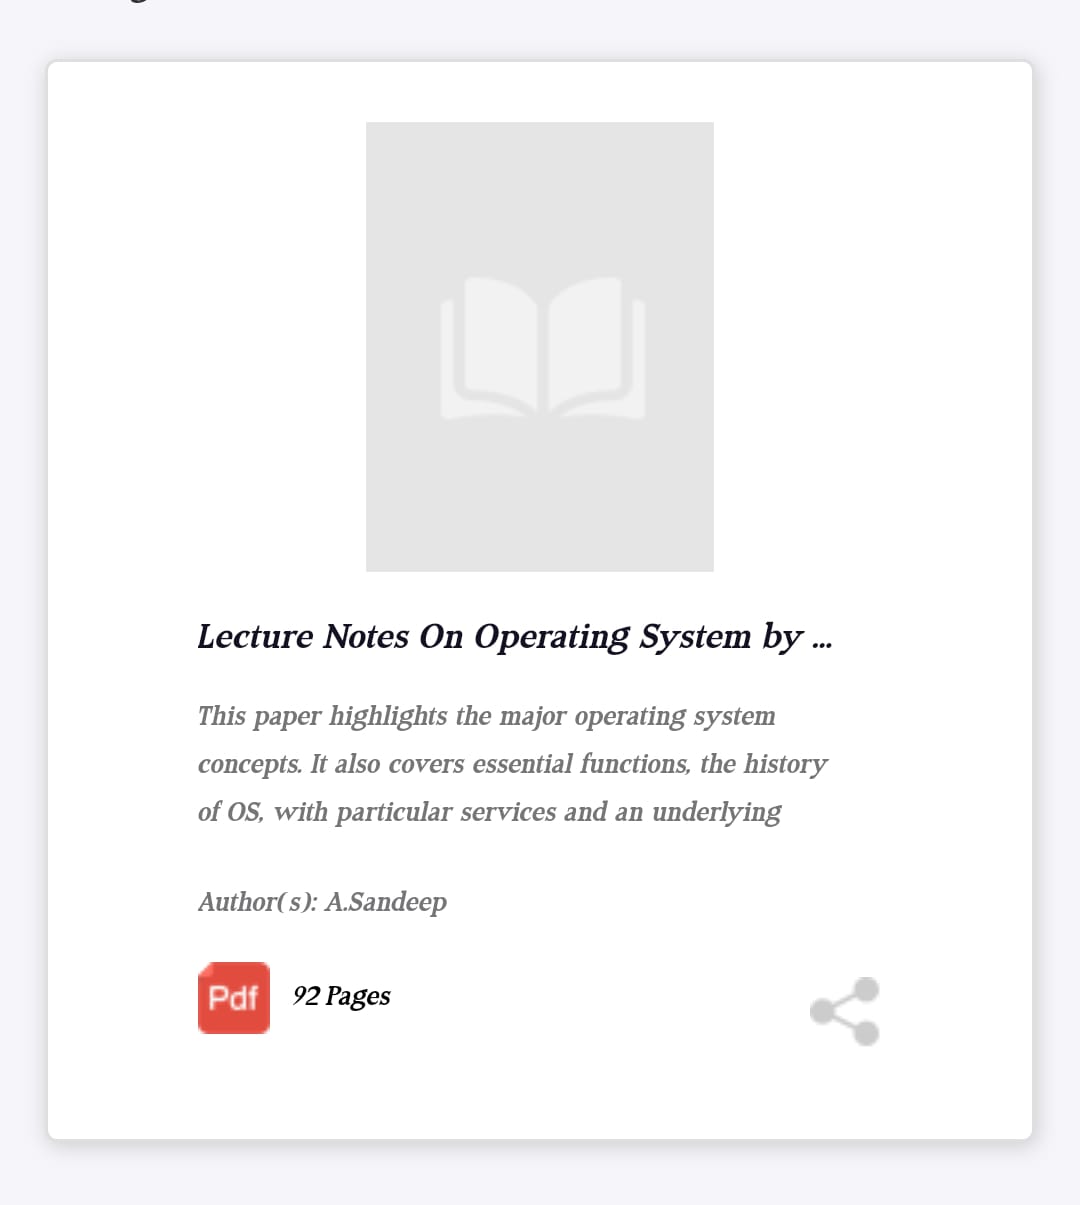 Lecture Notes On Operating System by ...
This paper highlights the major operating system
concepts. It also covers essential functions, the history
of OS, with particular services and an underlying
Author(s): A.Sandeep
Pdf 92 Pages